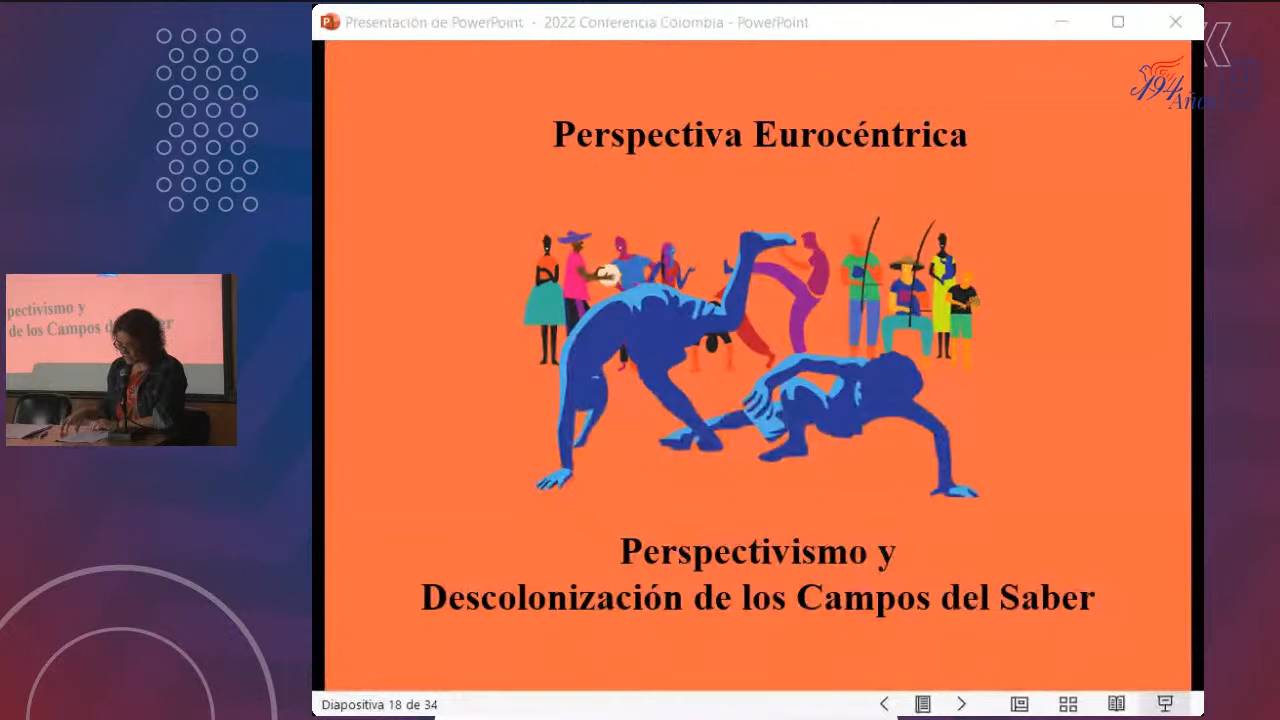 Presentación de PowerPoint - 2022 Conferencia Colombia - PowerPoint
194
Años
Perspectiva Eurocéntrica
pectivismo y
de los Campos d
er
Perspectivismo y
Descolonización de los Campos del Saber
Diapositiva 18 de 34